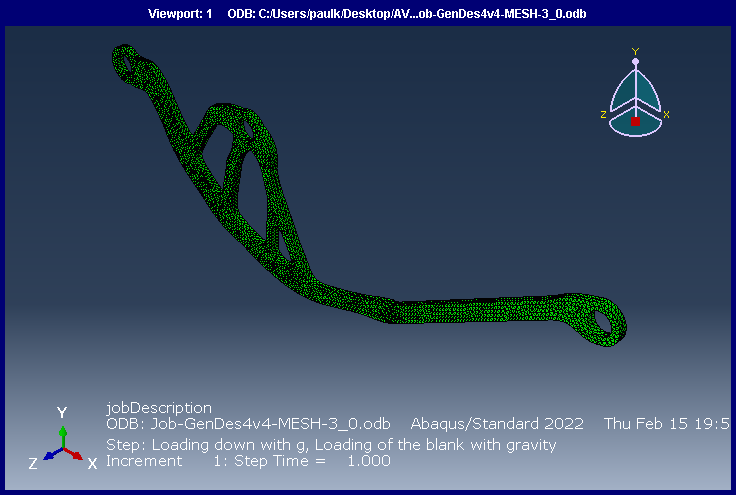 Viewport: 1 ODB: C:/Users/paulk/Desktop/AV...ob-GenDes4v4-MESH-3_0.odb
Y
Z
X
Y
Z
X
jobDescription
ODB: Job-GenDes4v4-MESH-3_0.odb Abaqus/Standard 2022 Thu Feb 15 19:5
Step: Loading down with g, Loading of the blank with gravity
Increment 1: Step Time = 1.000